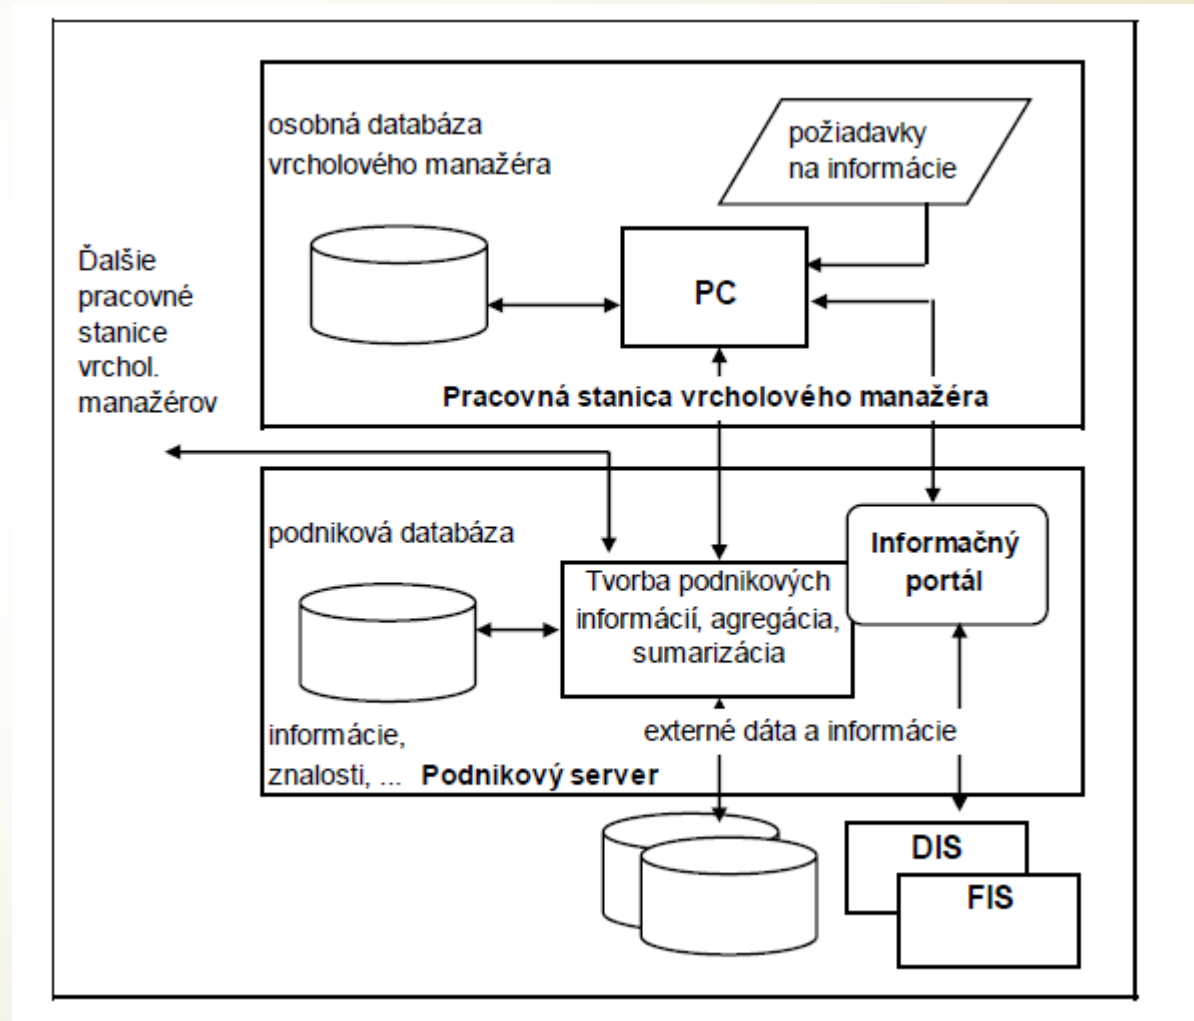 osobná databáza
vrcholového manažéra
požiadavky
na informácie
Ďalšie
pracovné
stanice
vrchol.
manažérov
PC
Pracovná stanica vrcholového manažéra
podniková databáza
Informačný
portál
Tvorba podnikových
informácií, agregácia,
sumarizácia
externé dáta a informácie
informácie,
znalosti, ... Podnikový server
DIS
FIS